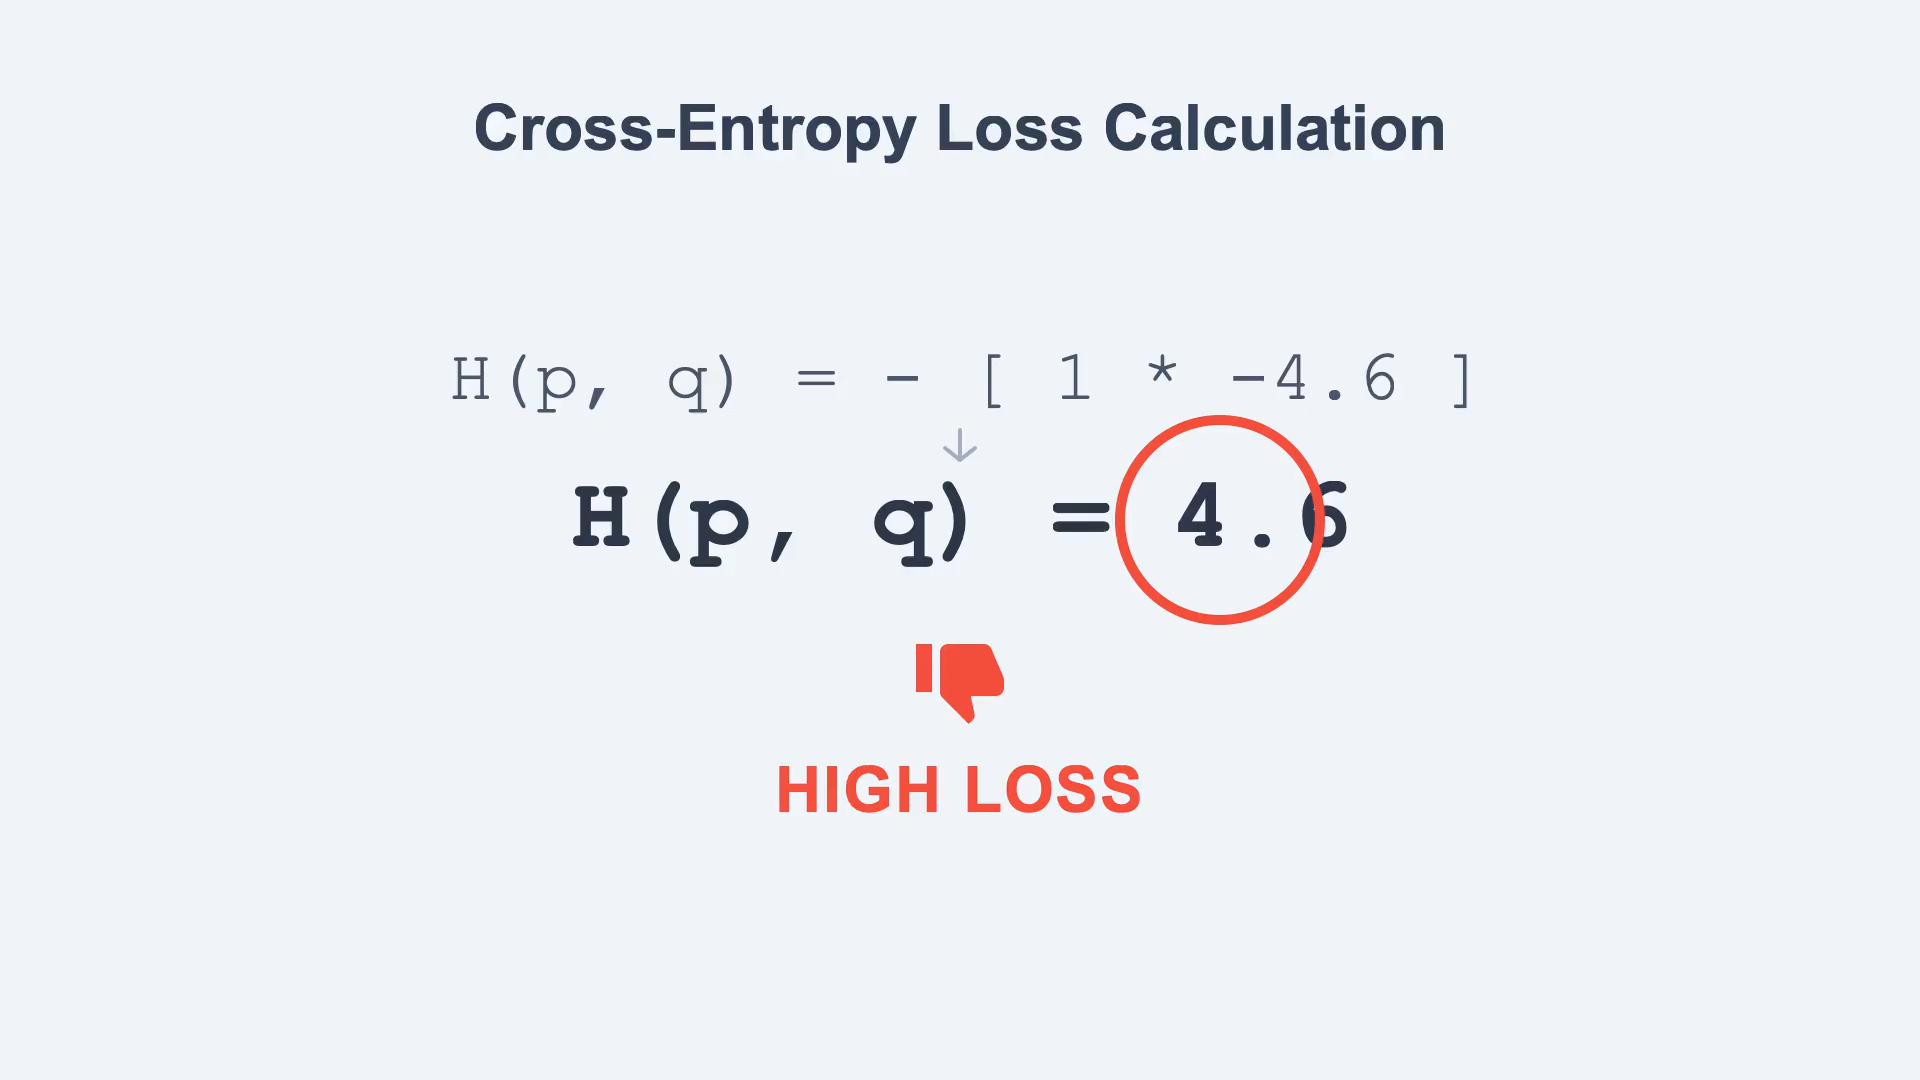 Cross-Entropy Loss Calculation
H(p, q) = - [ 1 * -4.6 ]
H(p, q) = 4.6
HIGH LOSS